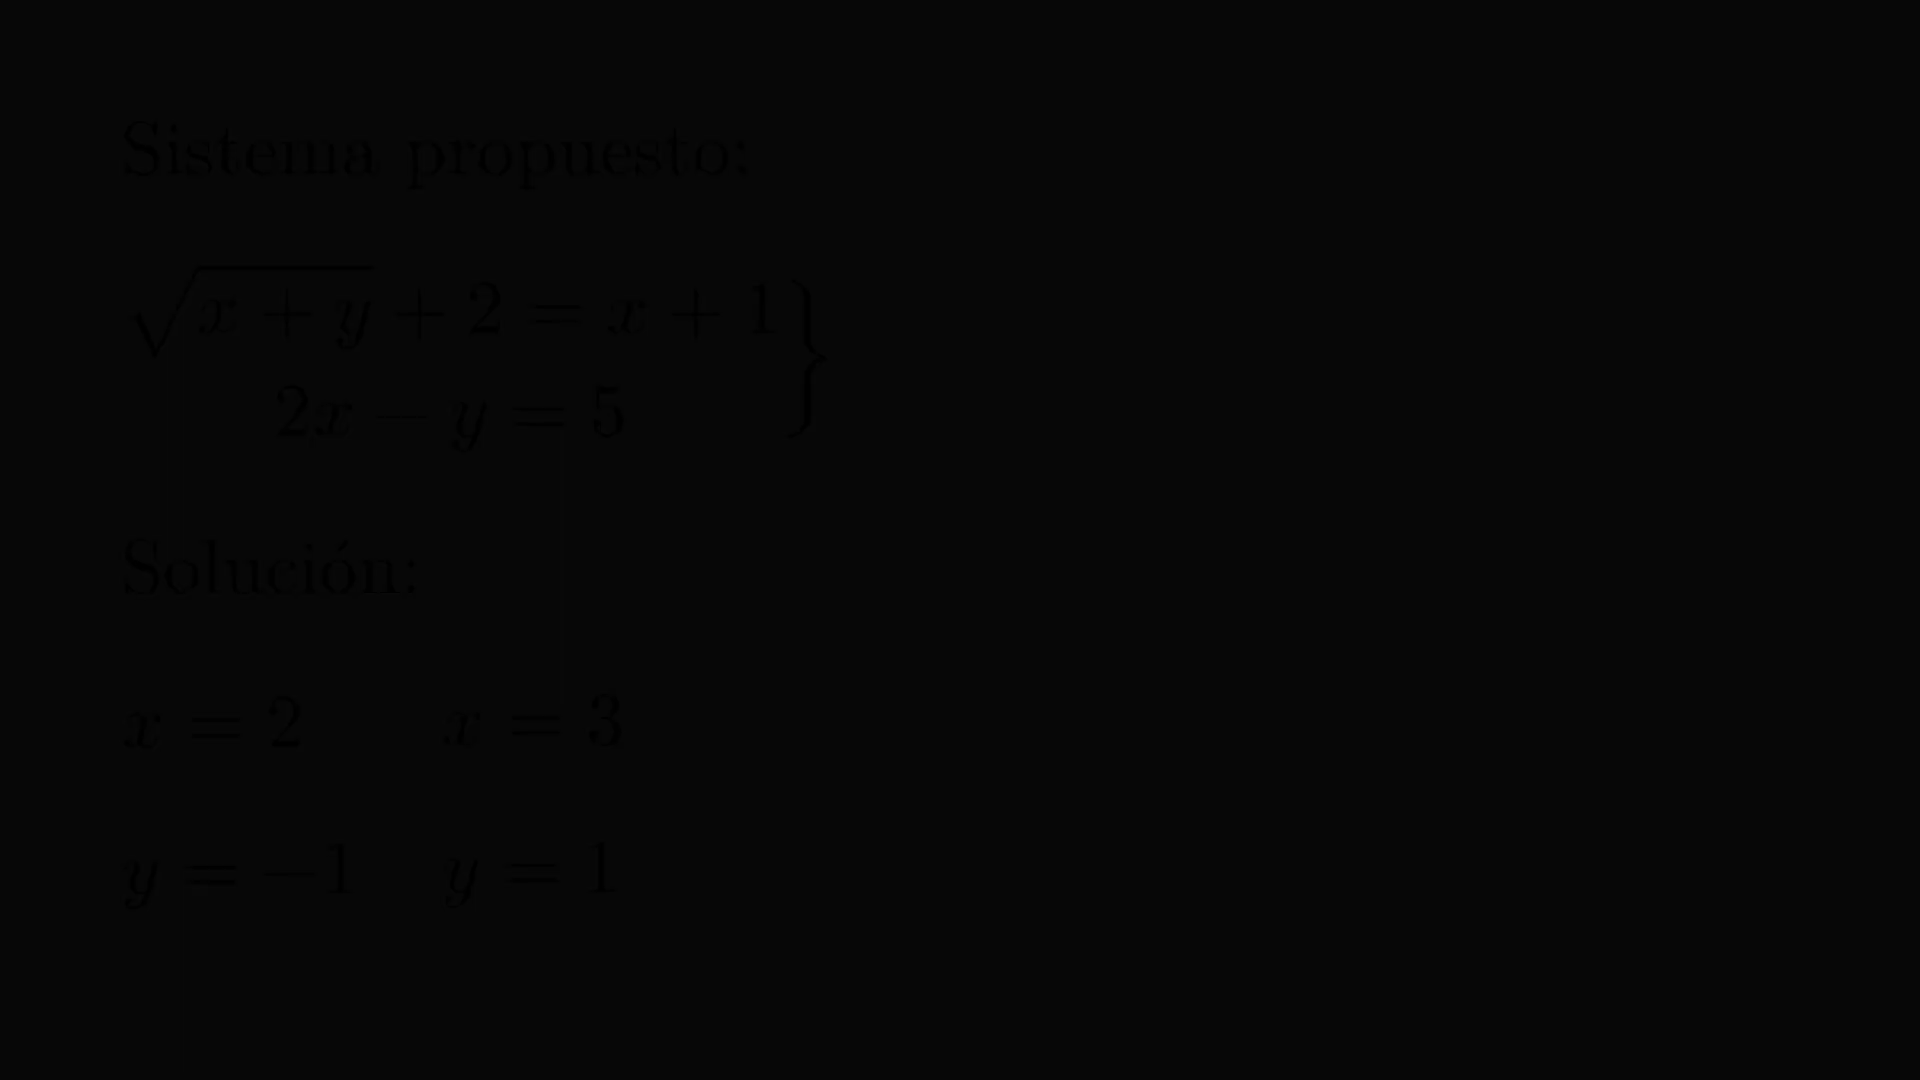 Sistema propuesto:
√(x + y) + 2 = x + 1 }
2x − y = 5
Solución:
x = 2 x = 3
y = −1 y = 1